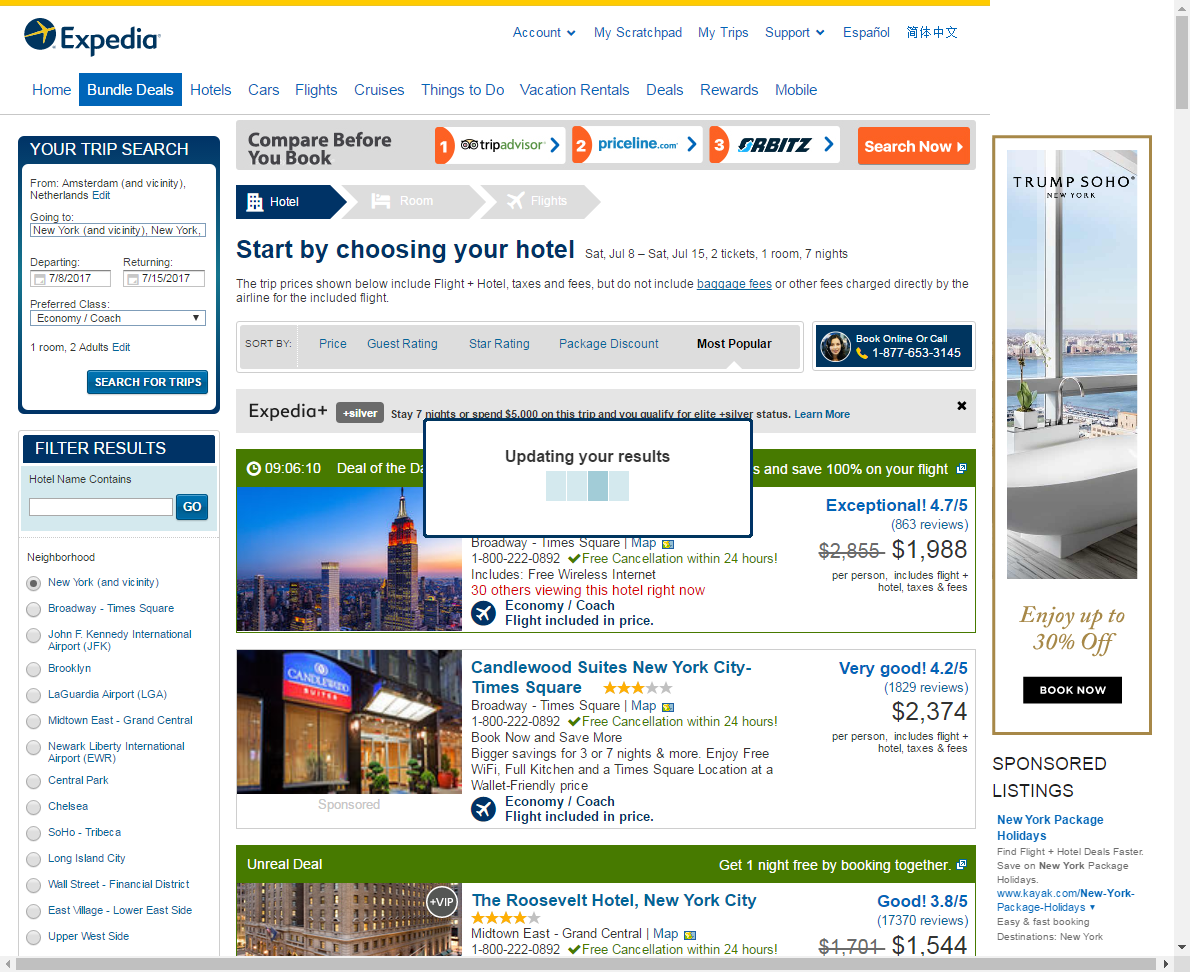 Expedia
Account
My Scratchpad
My Trips
Support
Español
简体中文
Home
Bundle Deals
Hotels
Cars
Flights
Cruises
Things to Do
Vacation Rentals
Deals
Rewards
Mobile
YOUR TRIP SEARCH
From: Amsterdam (and vicinity),
Netherlands Edit
Going to:
New York (and vicinity), New York,
Departing:
Returning:
7/8/2017
7/15/2017
Preferred Class:
Economy / Coach
1 room, 2 Adults Edit
SEARCH FOR TRIPS
FILTER RESULTS
Hotel Name Contains
GO
Neighborhood
New York (and vicinity)
Broadway - Times Square
John F. Kennedy International
Airport (JFK)
Brooklyn
LaGuardia Airport (LGA)
Midtown East - Grand Central
Newark Liberty International
Airport (EWR)
Central Park
Chelsea
SoHo - Tribeca
Long Island City
Wall Street - Financial District
East Village - Lower East Side
Upper West Side
Compare Before
You Book
1 tripadvisor
2 priceline.com
3 ORBITZ
Search Now
Hotel
Room
Flights
Start by choosing your hotel
Sat, Jul 8 – Sat, Jul 15, 2 tickets, 1 room, 7 nights
The trip prices shown below include Flight + Hotel, taxes and fees, but do not include baggage fees or other fees charged directly by the
airline for the included flight.
SORT BY:
Price
Guest Rating
Star Rating
Package Discount
Most Popular
Book Online Or Call
1-877-653-3145
Expedia+ +silver Stay 7 nights or spend $5,000 on this trip and you qualify for elite +silver status. Learn More
Updating your results
09:06:10 Deal of the Da
s and save 100% on your flight
Exceptional! 4.7/5
(863 reviews)
$2,855 $1,988
per person, includes flight +
hotel, taxes & fees
Broadway - Times Square | Map
1-800-222-0892 Free Cancellation within 24 hours!
Includes: Free Wireless Internet
30 others viewing this hotel right now
Economy / Coach
Flight included in price.
CANDLEWOOD
SUITES
Sponsored
Candlewood Suites New York City-
Times Square
Broadway - Times Square | Map
1-800-222-0892 Free Cancellation within 24 hours!
Book Now and Save More
Bigger savings for 3 or 7 nights & more. Enjoy Free
WiFi, Full Kitchen and a Times Square Location at a
Wallet-Friendly price
Economy / Coach
Flight included in price.
Very good! 4.2/5
(1829 reviews)
$2,374
per person, includes flight +
hotel, taxes & fees
Unreal Deal
Get 1 night free by booking together.
+VIP
The Roosevelt Hotel, New York City
Midtown East - Grand Central | Map
1-800-222-0892 Free Cancellation within 24 hours!
Good! 3.8/5
(17370 reviews)
$1,701 $1,544
TRUMP SOHO®
NEW YORK
Enjoy up to
30% Off
BOOK NOW
SPONSORED
LISTINGS
New York Package
Holidays
Find Flight + Hotel Deals Faster.
Save on New York Package
Holidays.
www.kayak.com/New-York-
Package-Holidays
Easy & fast booking
Destinations: New York